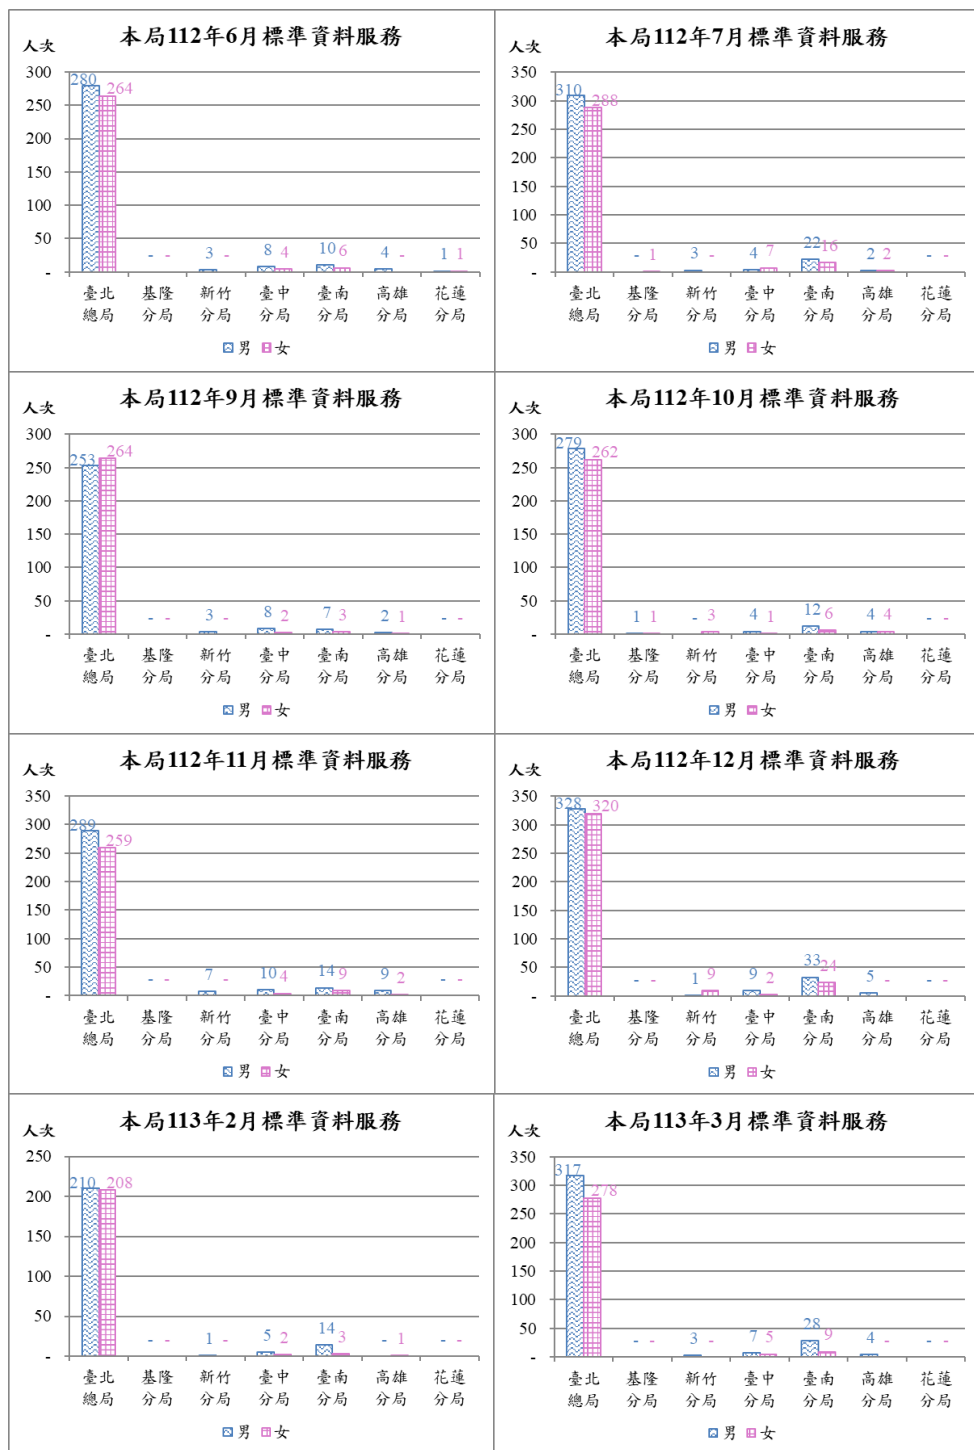 本局112年6月標準資料服務
人次
300
250
200
150
100
50
-
280 264 - - 3 - 8 4 10 6 4 - 1 1
臺北 基隆 新竹 臺中 臺南 高雄 花蓮
總局 分局 分局 分局 分局 分局 分局
男 女
本局112年7月標準資料服務
人次
350
300
250
200
150
100
50
-
310 288 - 1 3 - 4 7 22 16 2 2 - -
臺北 基隆 新竹 臺中 臺南 高雄 花蓮
總局 分局 分局 分局 分局 分局 分局
男 女
本局112年9月標準資料服務
人次
300
250
200
150
100
50
-
253 264 - - 3 - 8 2 7 3 2 1 - -
臺北 基隆 新竹 臺中 臺南 高雄 花蓮
總局 分局 分局 分局 分局 分局 分局
男 女
本局112年10月標準資料服務
人次
300
250
200
150
100
50
-
279 262 1 1 - 3 4 1 12 6 4 4 - -
臺北 基隆 新竹 臺中 臺南 高雄 花蓮
總局 分局 分局 分局 分局 分局 分局
男 女
本局112年11月標準資料服務
人次
350
300
250
200
150
100
50
-
289 259 - - 7 - 10 4 14 9 9 2 - -
臺北 基隆 新竹 臺中 臺南 高雄 花蓮
總局 分局 分局 分局 分局 分局 分局
男 女
本局112年12月標準資料服務
人次
350
300
250
200
150
100
50
-
328 320 - - 1 9 9 2 33 24 5 - - -
臺北 基隆 新竹 臺中 臺南 高雄 花蓮
總局 分局 分局 分局 分局 分局 分局
男 女
本局113年2月標準資料服務
人次
250
200
150
100
50
-
210 208 - - 1 - 5 2 14 3 - 1 - -
臺北 基隆 新竹 臺中 臺南 高雄 花蓮
總局 分局 分局 分局 分局 分局 分局
男 女
本局113年3月標準資料服務
人次
350
300
250
200
150
100
50
-
317 278 - - 3 - 7 5 28 9 4 - - -
臺北 基隆 新竹 臺中 臺南 高雄 花蓮
總局 分局 分局 分局 分局 分局 分局
男 女